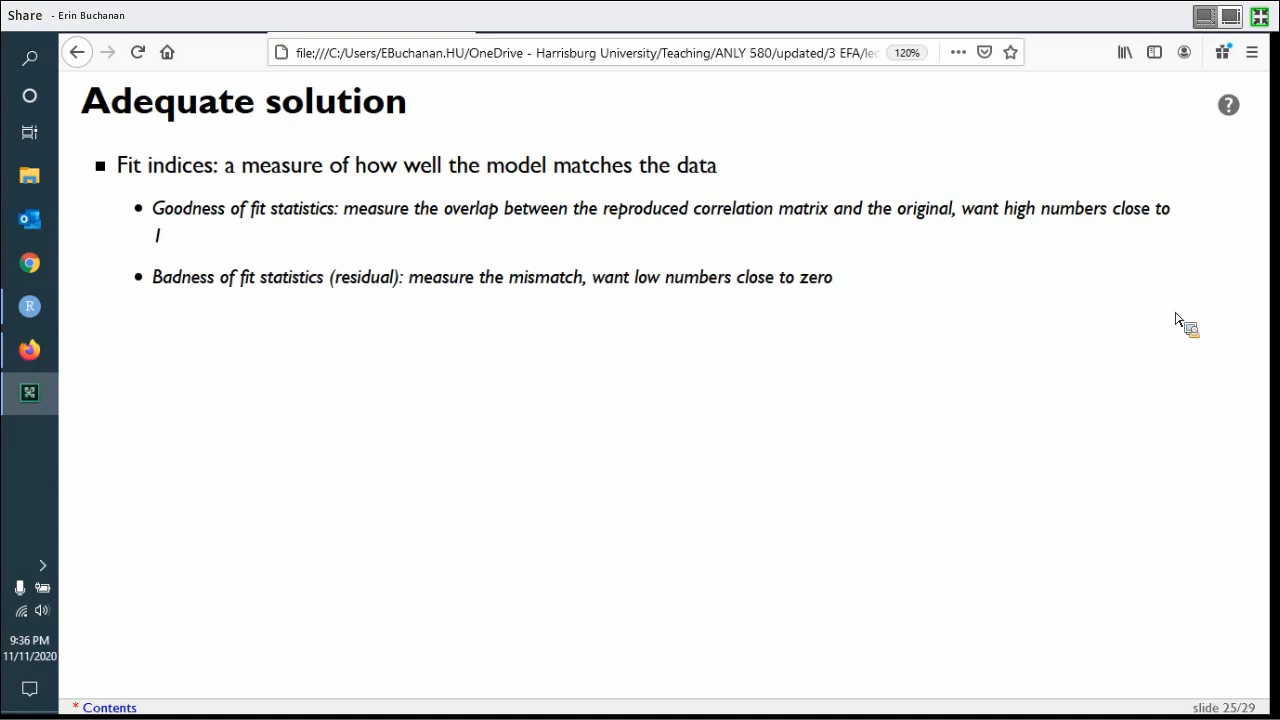 Share - Erin Buchanan
file:///C:/Users/EBuchanan.HU/OneDrive - Harrisburg University/Teaching/ANLY 580/updated/3 EFA/lec
120%
Adequate solution
?
■ Fit indices: a measure of how well the model matches the data
• Goodness of fit statistics: measure the overlap between the reproduced correlation matrix and the original, want high numbers close to
1
• Badness of fit statistics (residual): measure the mismatch, want low numbers close to zero
R
9:36 PM
11/11/2020
* Contents
slide 25/29